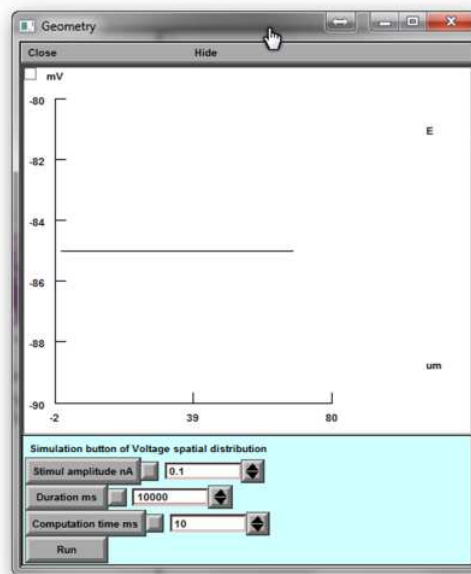 Geometry
Close Hide
mV
-80
E
-82
-84
-86
-88
um
-90
-2 39 80
Simulation button of Voltage spatial distribution
Stimul amplitude nA 0.1
Duration ms 10000
Computation time ms 10
Run